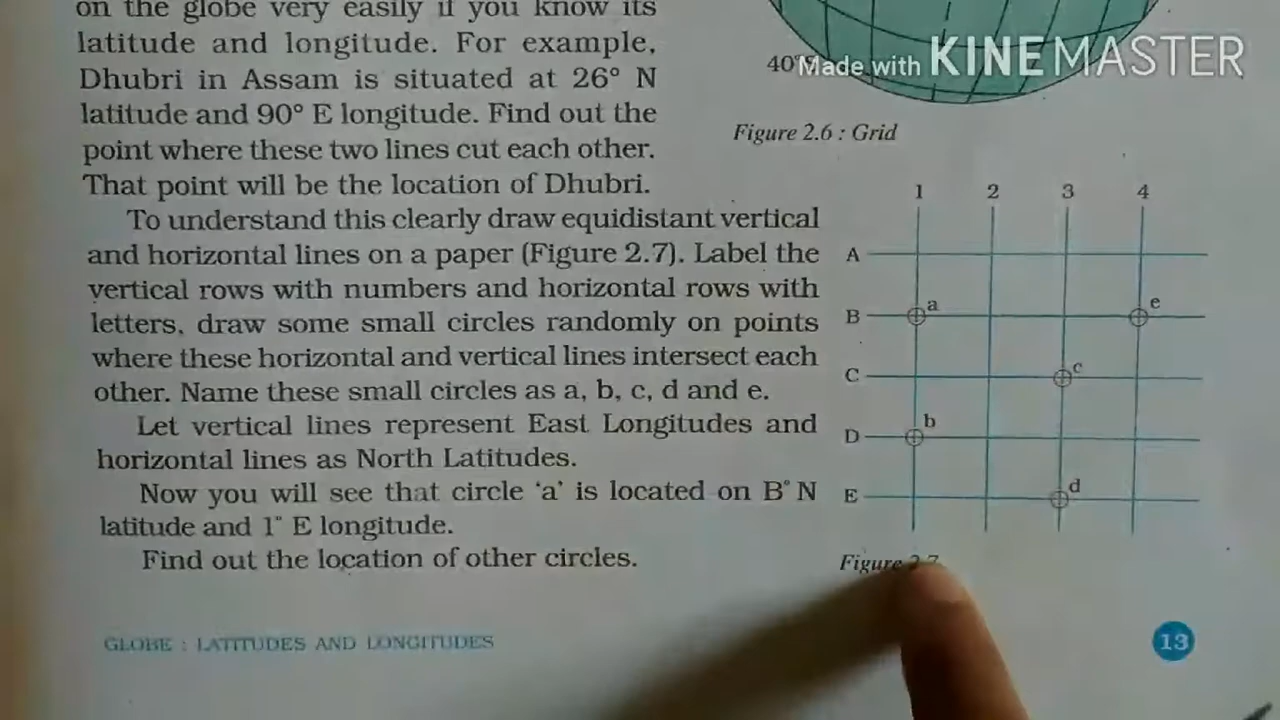 on the globe very easily if you know its
latitude and longitude. For example,
Dhubri in Assam is situated at 26° N
latitude and 90° E longitude. Find out the
point where these two lines cut each other.
That point will be the location of Dhubri.
To understand this clearly draw equidistant vertical
and horizontal lines on a paper (Figure 2.7). Label the
vertical rows with numbers and horizontal rows with
letters, draw some small circles randomly on points
where these horizontal and vertical lines intersect each
other. Name these small circles as a, b, c, d and e.
Let vertical lines represent East Longitudes and
horizontal lines as North Latitudes.
Now you will see that circle ‘a’ is located on B° N
latitude and 1° E longitude.
Find out the location of other circles.
GLOBE : LATITUDES AND LONGITUDES
40°
Made with KINEMASTER
Figure 2.6 : Grid
1 2 3 4
A
B a e
C c
D b
E d
Figure 2.7
13